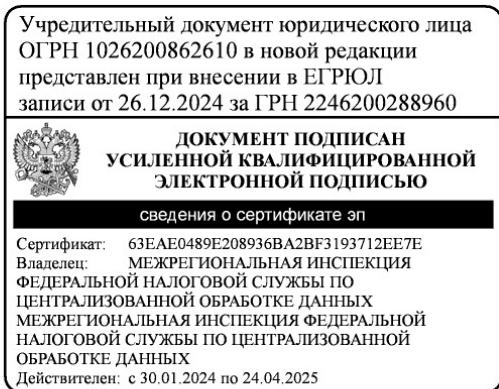 Учредительный документ юридического лица
ОГРН 1026200862610 в новой редакции
представлен при внесении в ЕГРЮЛ
записи от 26.12.2024 за ГРН 2246200288960
ДОКУМЕНТ ПОДПИСАН
УСИЛЕННОЙ КВАЛИФИЦИРОВАННОЙ
ЭЛЕКТРОННОЙ ПОДПИСЬЮ
сведения о сертификате эп
Сертификат: 63EAE0489E208936BA2BF3193712EE7E
Владелец: МЕЖРЕГИОНАЛЬНАЯ ИНСПЕКЦИЯ
ФЕДЕРАЛЬНОЙ НАЛОГОВОЙ СЛУЖБЫ ПО
ЦЕНТРАЛИЗОВАННОЙ ОБРАБОТКЕ ДАННЫХ
МЕЖРЕГИОНАЛЬНАЯ ИНСПЕКЦИЯ ФЕДЕРАЛЬНОЙ
НАЛОГОВОЙ СЛУЖБЫ ПО ЦЕНТРАЛИЗОВАННОЙ
ОБРАБОТКЕ ДАННЫХ
Действителен: с 30.01.2024 по 24.04.2025